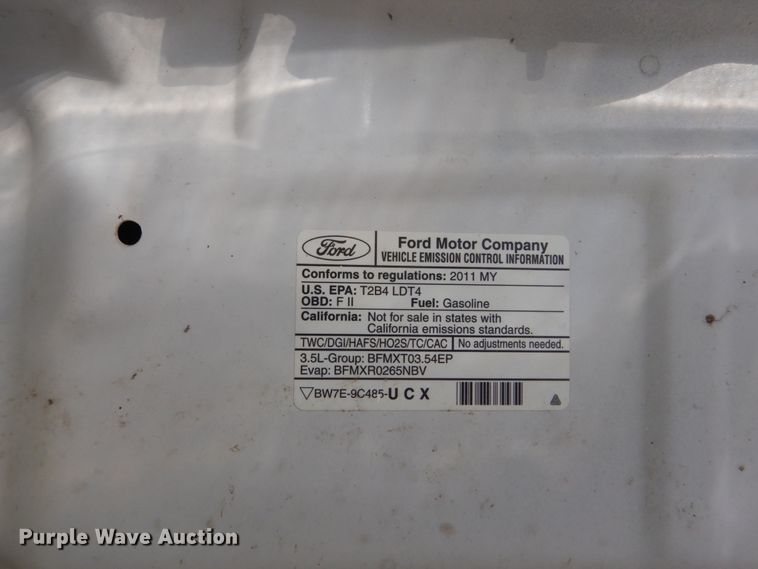 Ford
Ford Motor Company
VEHICLE EMISSION CONTROL INFORMATION
Conforms to regulations: 2011 MY
U.S. EPA: T2B4 LDT4
OBD: F II Fuel: Gasoline
California: Not for sale in states with
California emissions standards.
TWC/DGI/HAFS/HO2S/TC/CAC No adjustments needed.
3.5L-Group: BFMXT03.54EP
Evap: BFMXR0265NBV
BW7E-9C485-U C X
Purple Wave Auction